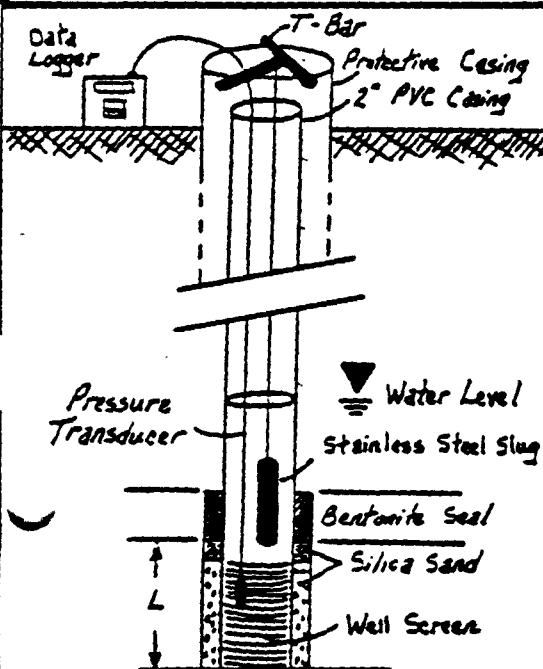 T-Bar
Data
Logger
Protective Casing
2" PVC Casing
Water Level
Pressure
Transducer
Stainless Steel Slug
Bentonite Seal
Silica Sand
L
Well Screen